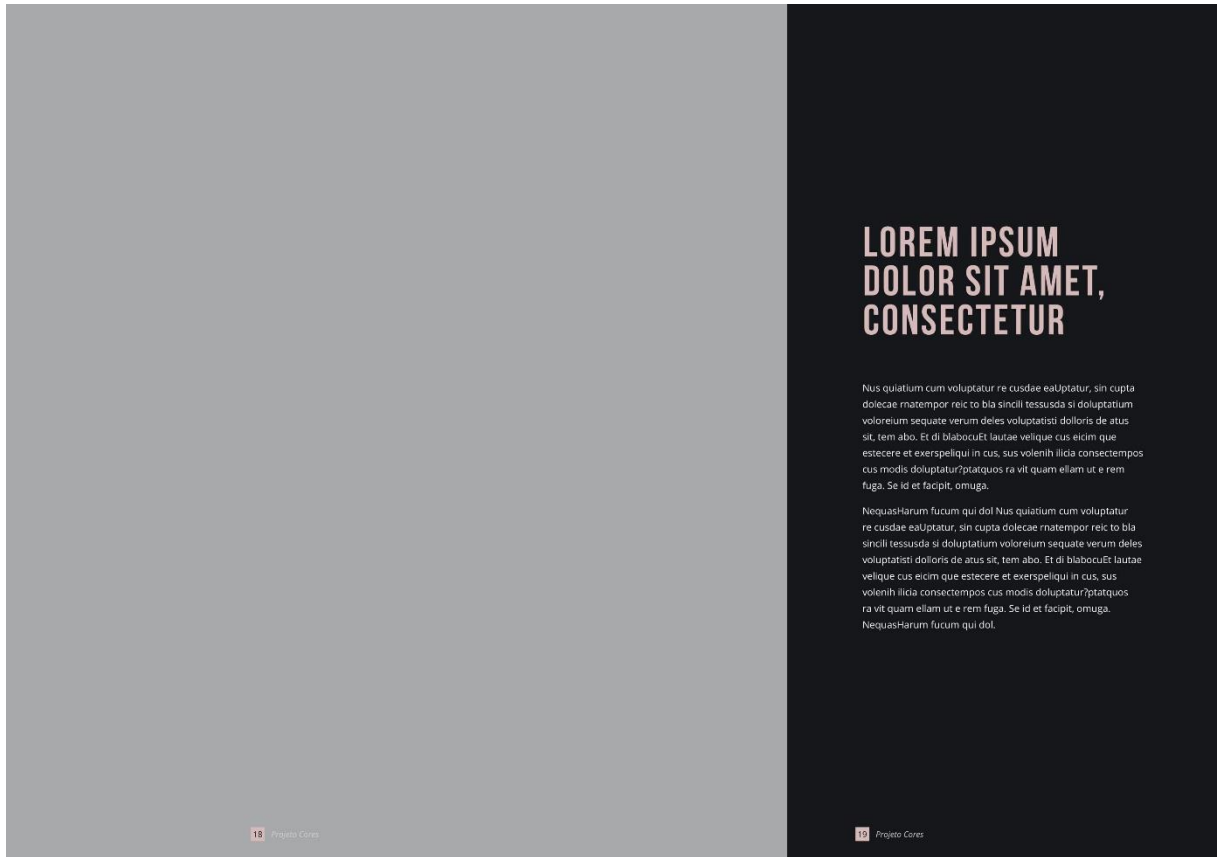 LOREM IPSUM
DOLOR SIT AMET,
CONSECTETUR
Nus quiatium cum voluptatur re cusdae eaUptatur, sin cupta
dolecae rnatempor reic to bla sincili tessusda si doluptatium
voloreium sequate verum deles voluptatisti dolloris de atus
sit, tem abo. Et di blabocuEt lautae velique cus eicim que
estecere et exerspeliqui in cus, sus volenih ilicia consectempos
cus modis doluptatur?ptatquos ra vit quam ellam ut e rem
fuga. Se id et facipit, omuga.
NequasHarum fucum qui dol Nus quiatium cum voluptatur
re cusdae eaUptatur, sin cupta dolecae rnatempor reic to bla
sincili tessusda si doluptatium voloreium sequate verum deles
voluptatisti dolloris de atus sit, tem abo. Et di blabocuEt lautae
velique cus eicim que estecere et exerspeliqui in cus, sus
volenih ilicia consectempos cus modis doluptatur?ptatquos
ra vit quam ellam ut e rem fuga. Se id et facipit, omuga.
NequasHarum fucum qui dol.
18 Projeto Cores
19 Projeto Cores